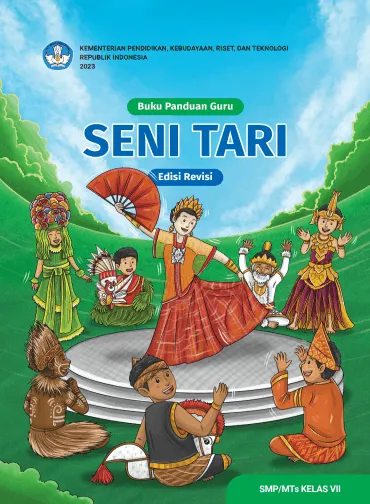 KEMENTERIAN PENDIDIKAN, KEBUDAYAAN, RISET, DAN TEKNOLOGI
REPUBLIK INDONESIA
2023
Buku Panduan Guru
SENI TARI
Edisi Revisi
SMP/MTs KELAS VII